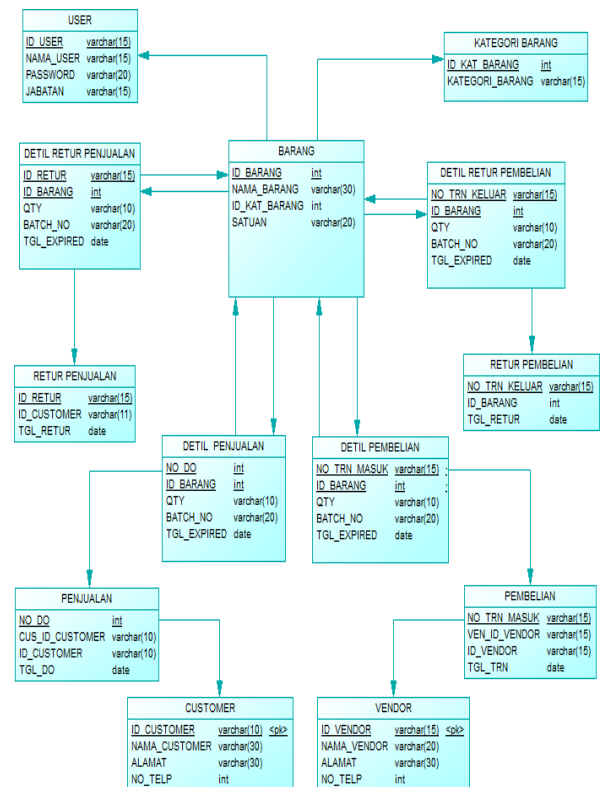 USER
ID_USER varchar(15)
NAMA_USER varchar(15)
PASSWORD varchar(20)
JABATAN varchar(15)
KATEGORI BARANG
ID_KAT_BARANG int
KATEGORI_BARANG varchar(15)
DETIL RETUR PENJUALAN
ID_RETUR varchar(15)
ID_BARANG int
QTY varchar(10)
BATCH_NO varchar(20)
TGL_EXPIRED date
BARANG
ID_BARANG int
NAMA_BARANG varchar(30)
ID_KAT_BARANG int
SATUAN varchar(20)
DETIL RETUR PEMBELIAN
NO_TRN_KELUAR varchar(15)
ID_BARANG int
QTY varchar(10)
BATCH_NO varchar(20)
TGL_EXPIRED date
RETUR PENJUALAN
ID_RETUR varchar(15)
ID_CUSTOMER varchar(11)
TGL_RETUR date
RETUR PEMBELIAN
NO_TRN_KELUAR varchar(15)
ID_BARANG int
TGL_RETUR date
DETIL PENJUALAN
NO_DO int
ID_BARANG int
QTY varchar(10)
BATCH_NO varchar(20)
TGL_EXPIRED date
DETIL PEMBELIAN
NO_TRN_MASUK varchar(15)
ID_BARANG int
QTY varchar(10)
BATCH_NO varchar(20)
TGL_EXPIRED date
PENJUALAN
NO_DO int
CUS_ID_CUSTOMER varchar(10)
ID_CUSTOMER varchar(10)
TGL_DO date
PEMBELIAN
NO_TRN_MASUK varchar(15)
VEN_ID_VENDOR varchar(15)
ID_VENDOR varchar(15)
TGL_TRN date
CUSTOMER
ID_CUSTOMER varchar(10) <pk>
NAMA_CUSTOMER varchar(30)
ALAMAT varchar(30)
NO_TELP int
VENDOR
ID_VENDOR varchar(15) <pk>
NAMA_VENDOR varchar(20)
ALAMAT varchar(30)
NO_TELP int